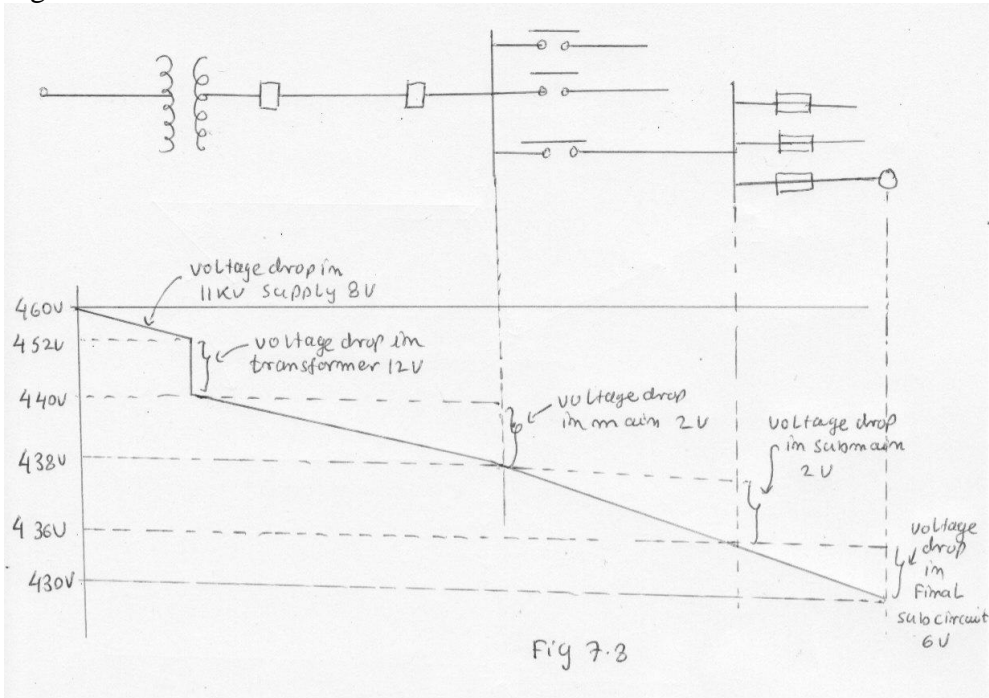 voltage drop in
11KV supply 8V
460V
452V
voltage drop in
transformer 12V
440V
voltage drop
in main 2V
voltage drop
in submain
2V
438V
436V
voltage
drop
in
Final
subcircuit
6V
430V
Fig 7.8